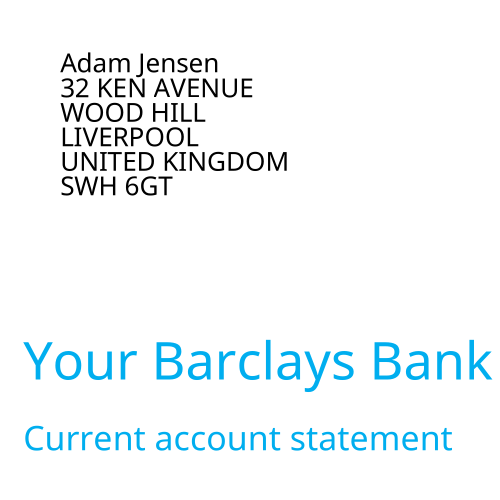 Adam Jensen
32 KEN AVENUE
WOOD HILL
LIVERPOOL
UNITED KINGDOM
SWH 6GT
Your Barclays Bank
Current account statement